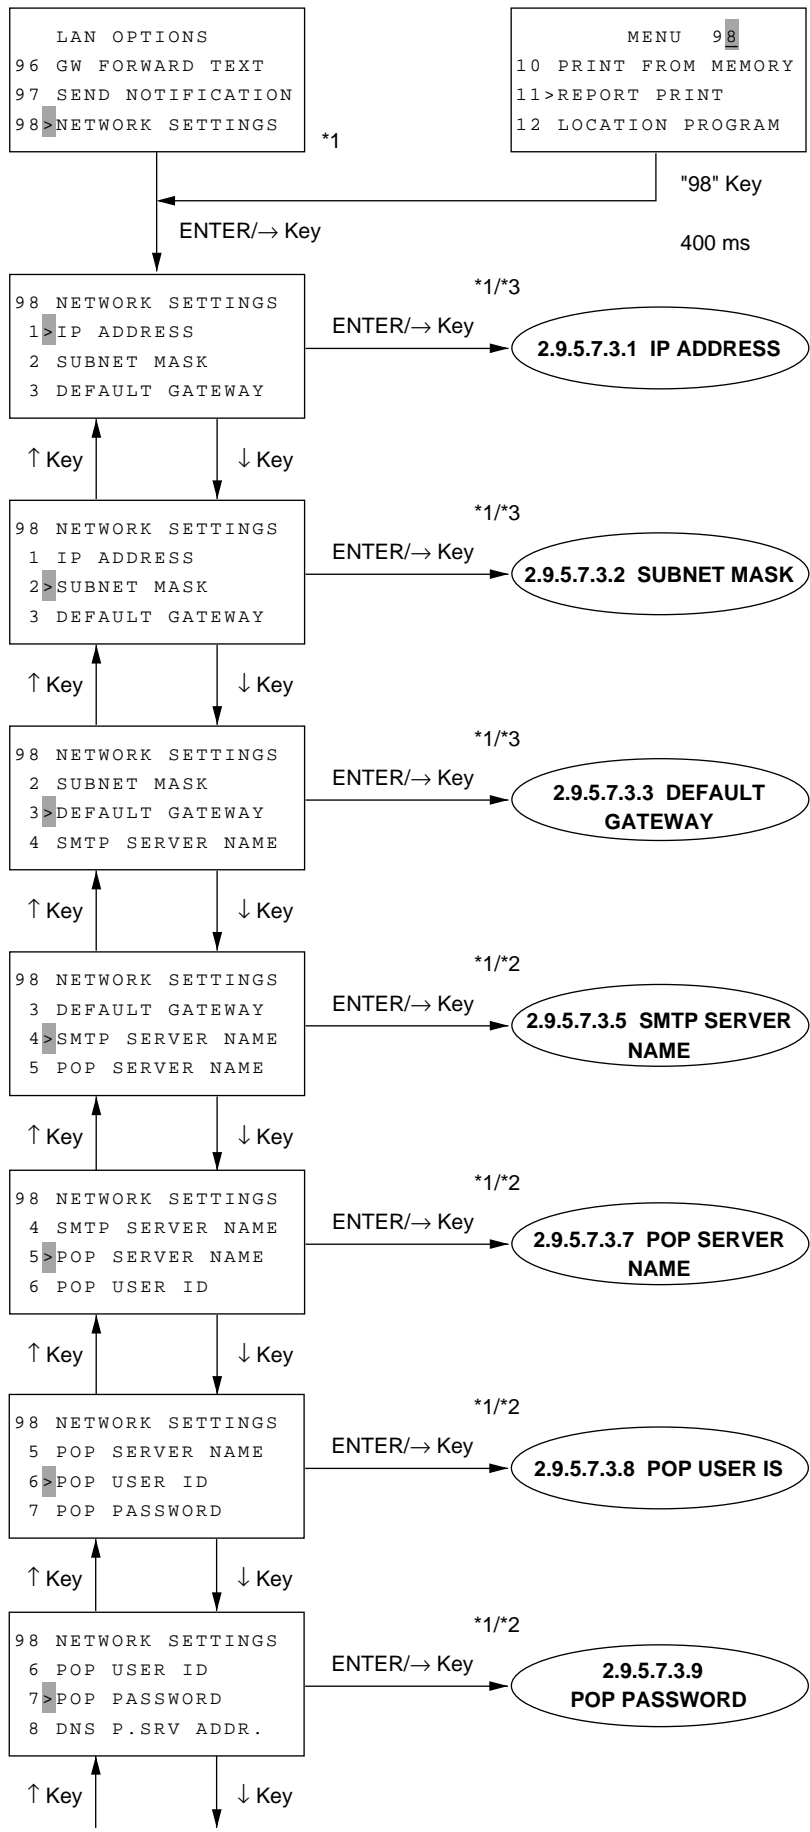 LAN OPTIONS
96 GW FORWARD TEXT
97 SEND NOTIFICATION
98>NETWORK SETTINGS
MENU 98
10 PRINT FROM MEMORY
11>REPORT PRINT
12 LOCATION PROGRAM
*1
"98" Key
ENTER/→ Key
400 ms
98 NETWORK SETTINGS
1>IP ADDRESS
2 SUBNET MASK
3 DEFAULT GATEWAY
*1/*3
ENTER/→ Key
2.9.5.7.3.1 IP ADDRESS
↑ Key
↓ Key
98 NETWORK SETTINGS
1 IP ADDRESS
2>SUBNET MASK
3 DEFAULT GATEWAY
*1/*3
ENTER/→ Key
2.9.5.7.3.2 SUBNET MASK
↑ Key
↓ Key
98 NETWORK SETTINGS
2 SUBNET MASK
3>DEFAULT GATEWAY
4 SMTP SERVER NAME
*1/*3
ENTER/→ Key
2.9.5.7.3.3 DEFAULT
GATEWAY
↑ Key
↓ Key
98 NETWORK SETTINGS
3 DEFAULT GATEWAY
4>SMTP SERVER NAME
5 POP SERVER NAME
*1/*2
ENTER/→ Key
2.9.5.7.3.5 SMTP SERVER
NAME
↑ Key
↓ Key
98 NETWORK SETTINGS
4 SMTP SERVER NAME
5>POP SERVER NAME
6 POP USER ID
*1/*2
ENTER/→ Key
2.9.5.7.3.7 POP SERVER
NAME
↑ Key
↓ Key
98 NETWORK SETTINGS
5 POP SERVER NAME
6>POP USER ID
7 POP PASSWORD
*1/*2
ENTER/→ Key
2.9.5.7.3.8 POP USER IS
↑ Key
↓ Key
98 NETWORK SETTINGS
6 POP USER ID
7>POP PASSWORD
8 DNS P.SRV ADDR.
*1/*2
ENTER/→ Key
2.9.5.7.3.9
POP PASSWORD
↑ Key
↓ Key